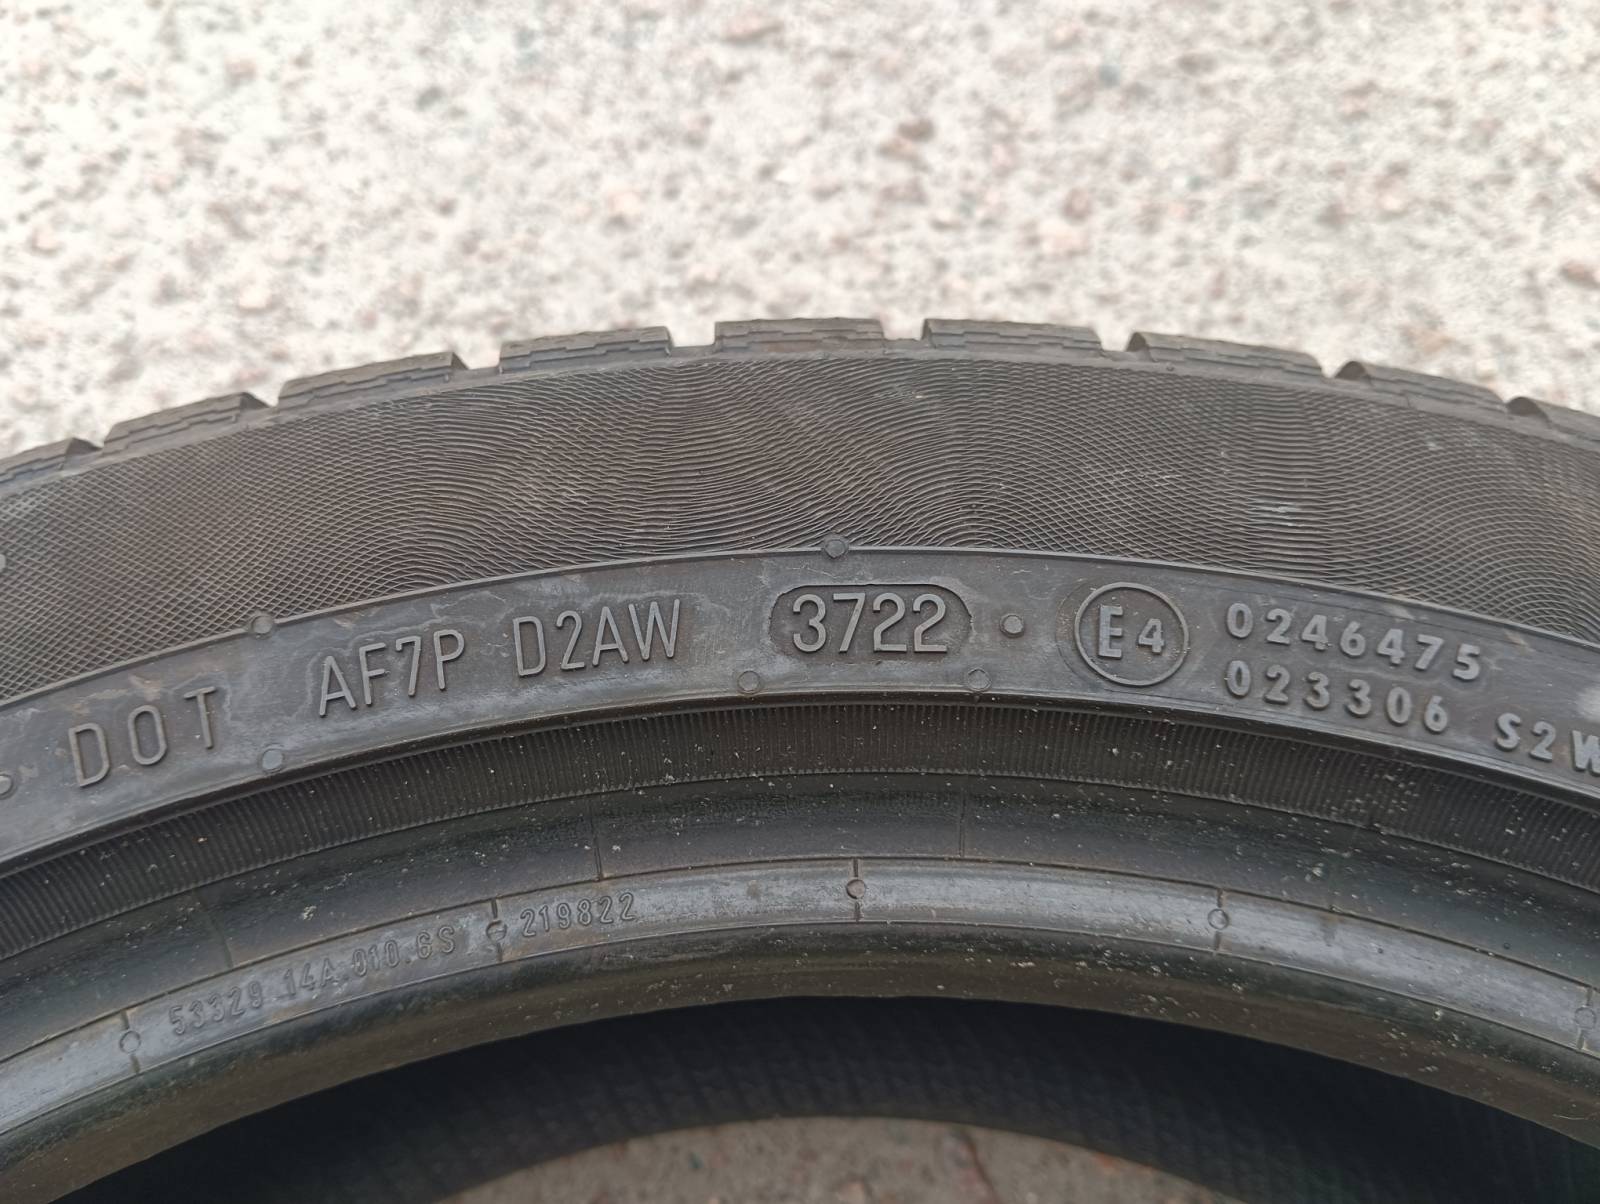 DOT AF7P D2AW 3722 E4 0246475
023306 S2W
53329 14A 010.6S 219822